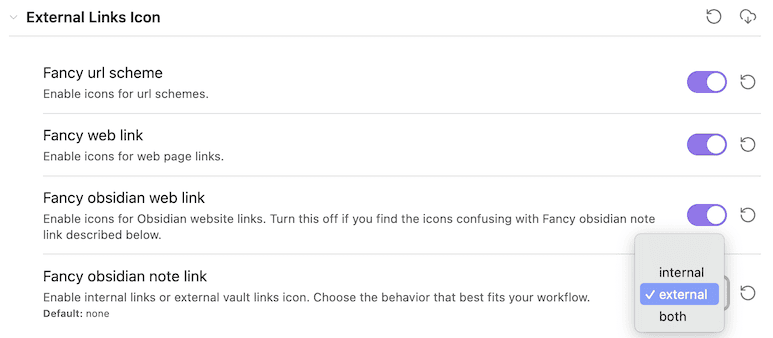 External Links Icon
Fancy url scheme
Enable icons for url schemes.
Fancy web link
Enable icons for web page links.
Fancy obsidian web link
Enable icons for Obsidian website links. Turn this off if you find the icons confusing with Fancy obsidian note
link described below.
Fancy obsidian note link
Enable internal links or external vault links icon. Choose the behavior that best fits your workflow.
Default: none
internal
✓ external
both